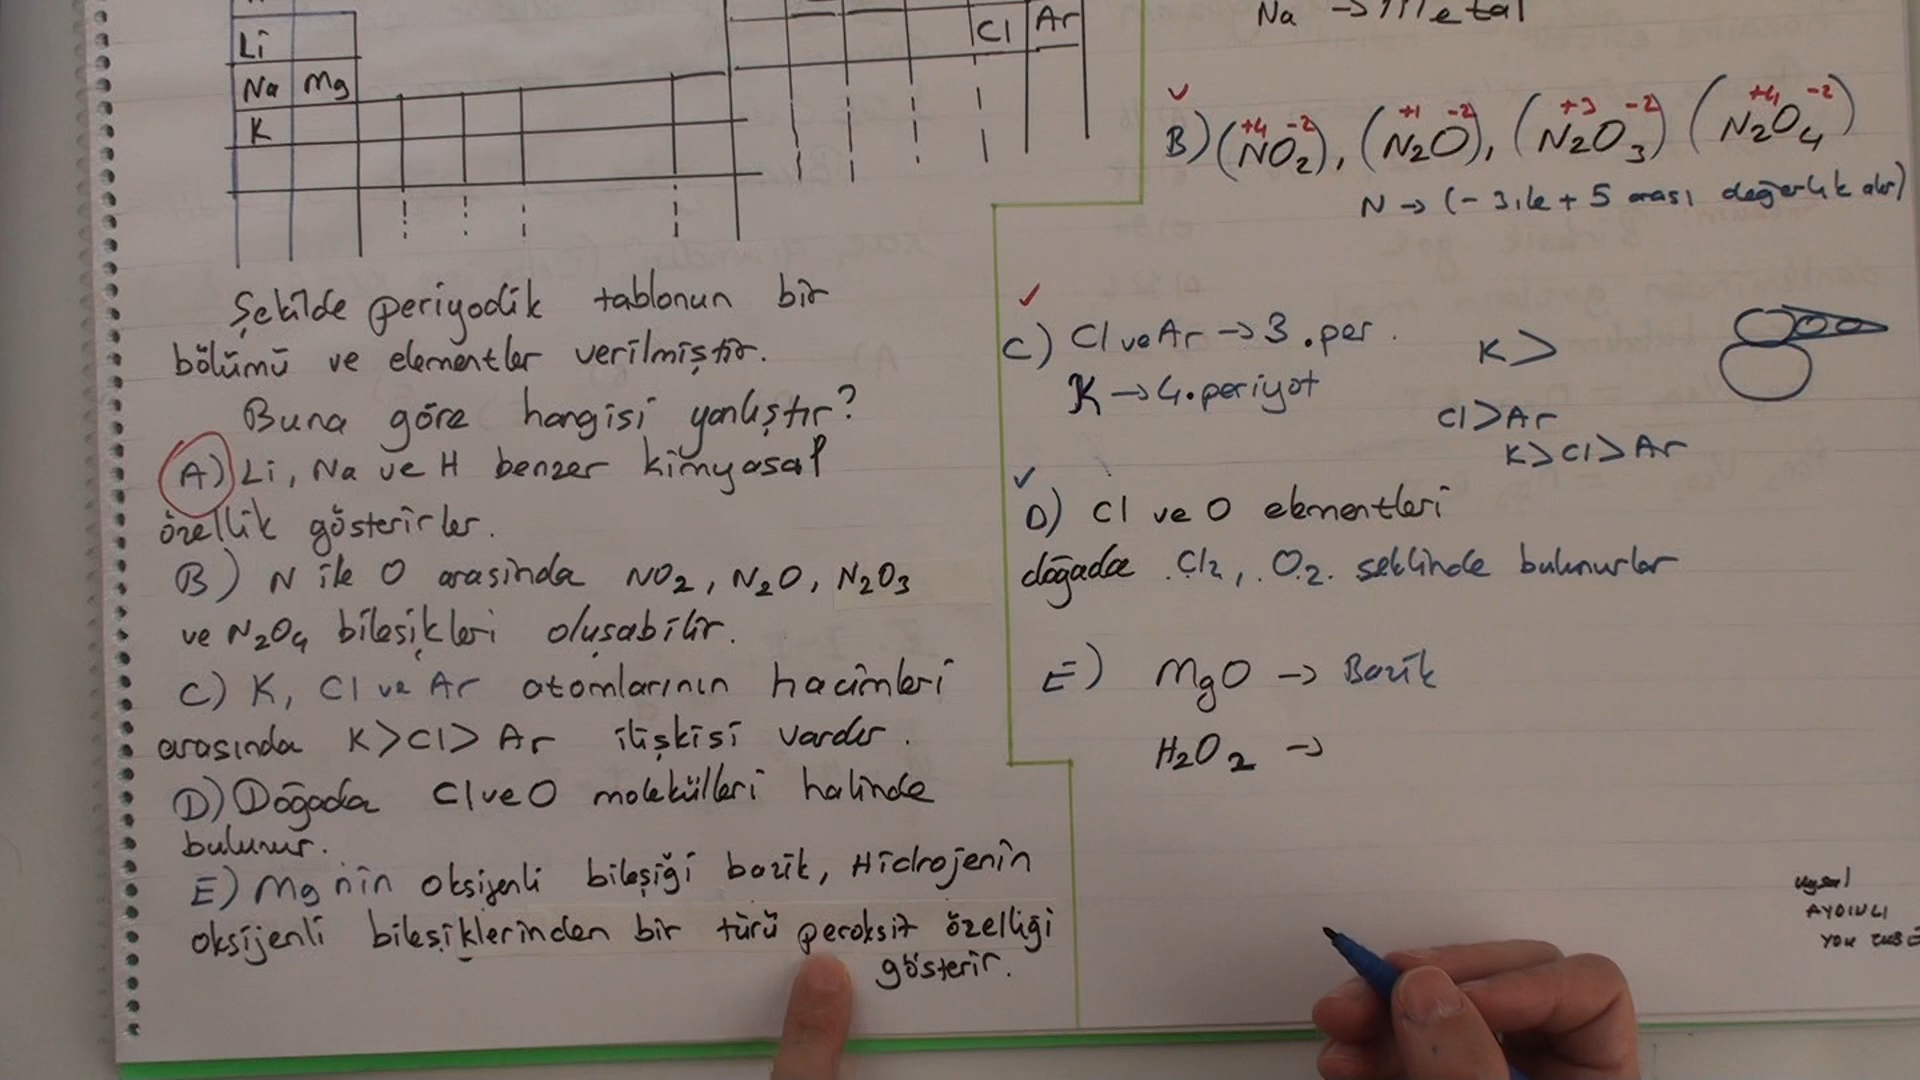 Li
Na Mg
K
Cl Ar
Şekilde periyodik tablonun bir
bölümü ve elementler verilmiştir.
Buna göre hangisi yanlıştır?
A) Li, Na ve H benzer kimyasal
özellik gösterirler.
B) N ile O arasinda NO2, N2O, N2O3
ve N2O4 bileşikleri oluşabilir.
C) K, Cl ve Ar atomlarının hacimleri
arasında K>Cl>Ar ilişkisi vardır.
D) Doğada Cl ve O molekülleri halinde
bulunur.
E) Mg nin oksijenli bileşiği bazik, Hidrojenin
oksijenli bileşiklerinden bir türü peroksit özelliği
gösterir.
Na → Metal
+4 -2 +1 -2 +3 -2 +4 -2
B) (NO2), (N2O), (N2O3) (N2O4)
N → (-3 ile +5 arası değerlik alır)
C) Cl ve Ar → 3.per.
K → 4.periyot
K>
Cl>Ar
K>Cl>Ar
D) Cl ve O elementleri
doğada Cl2, O2 seklinde bulunurlar
E) MgO → Bazik
H2O2 →
Uysal
AYDINLI